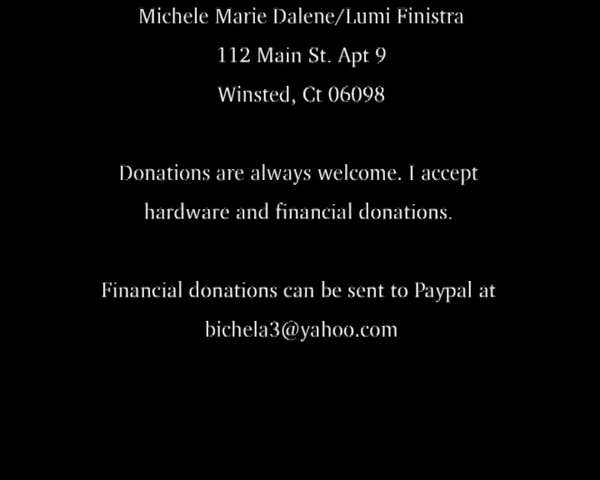 Michele Marie Dalene/Lumi Finistra
112 Main St. Apt 9
Winsted, Ct 06098
Donations are always welcome. I accept
hardware and financial donations.
Financial donations can be sent to Paypal at
bichela3@yahoo.com